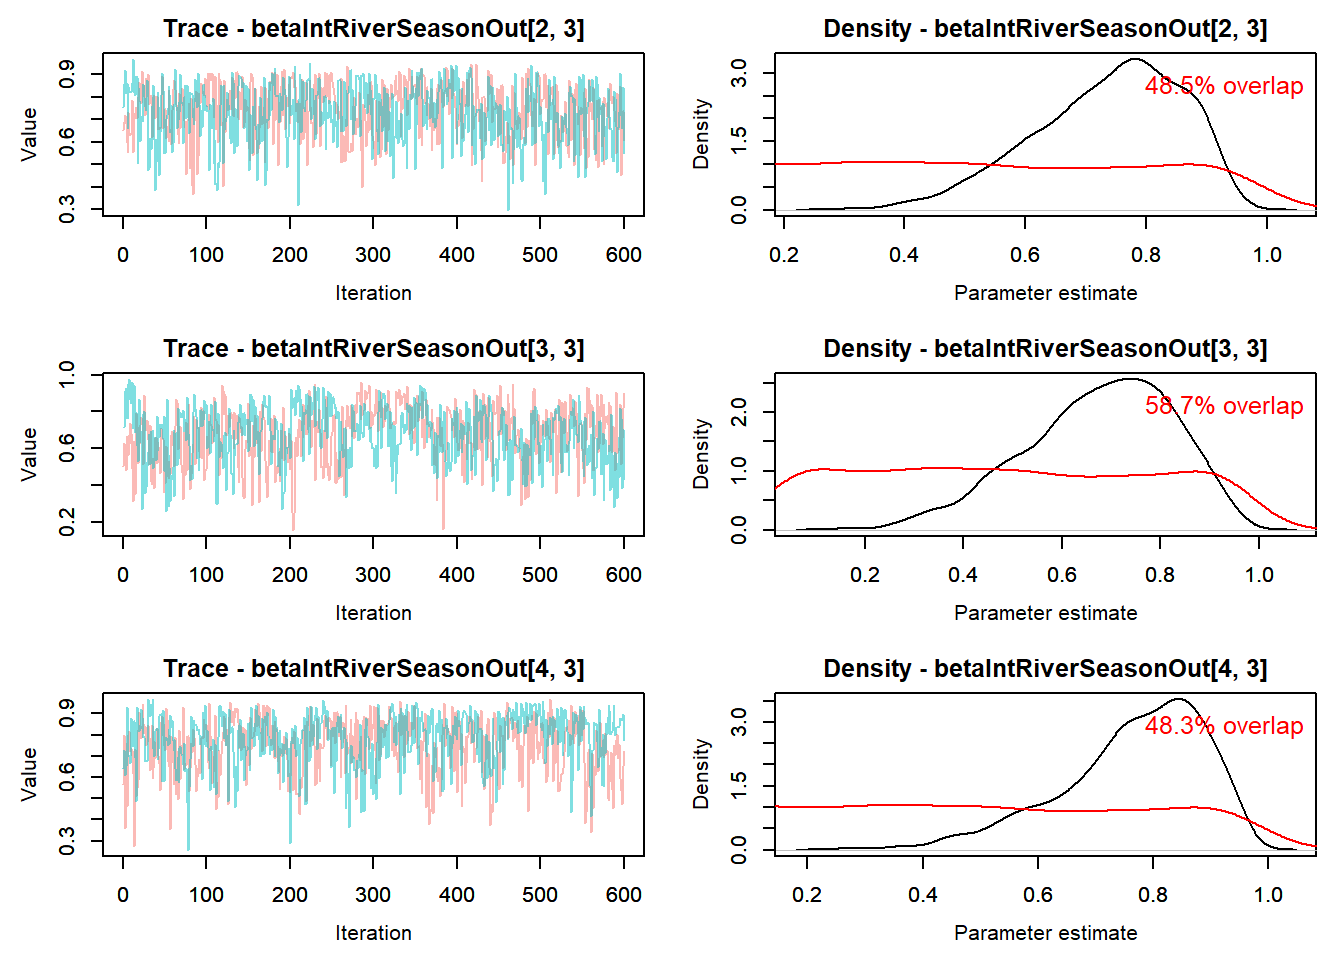 Trace - betaIntRiverSeasonOut[2, 3]
Value
0.3 0.6 0.9
0 100 200 300 400 500 600
Iteration
Density - betaIntRiverSeasonOut[2, 3]
48.5% overlap
Density
0.0 1.5 3.0
0.2 0.4 0.6 0.8 1.0
Parameter estimate
Trace - betaIntRiverSeasonOut[3, 3]
Value
0.2 0.6 1.0
0 100 200 300 400 500 600
Iteration
Density - betaIntRiverSeasonOut[3, 3]
58.7% overlap
Density
0.0 1.0 2.0
0.2 0.4 0.6 0.8 1.0
Parameter estimate
Trace - betaIntRiverSeasonOut[4, 3]
Value
0.3 0.6 0.9
0 100 200 300 400 500 600
Iteration
Density - betaIntRiverSeasonOut[4, 3]
48.3% overlap
Density
0.0 1.5 3.0
0.2 0.4 0.6 0.8 1.0
Parameter estimate